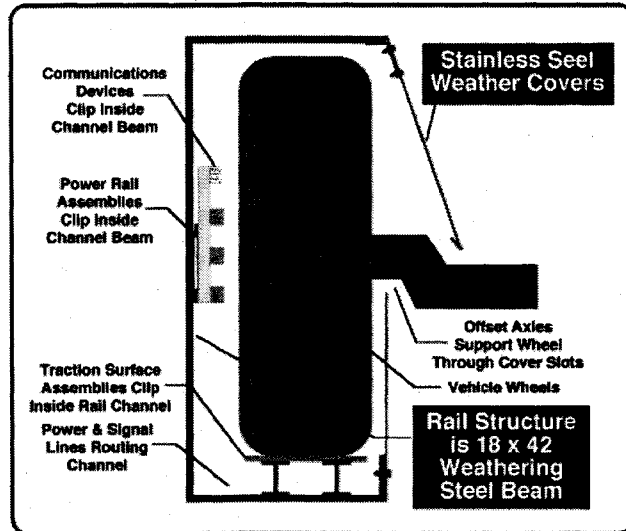 Communications
Devices
Clip Inside
Channel Beam
Power Rail
Assemblies
Clip Inside
Channel Beam
Traction Surface
Assemblies Clip
Inside Rail Channel
Power & Signal
Lines Routing
Channel
Stainless Seel
Weather Covers
Offset Axles
Support Wheel
Through Cover Slots
Vehicle Wheels
Rail Structure
is 18 x 42
Weathering
Steel Beam